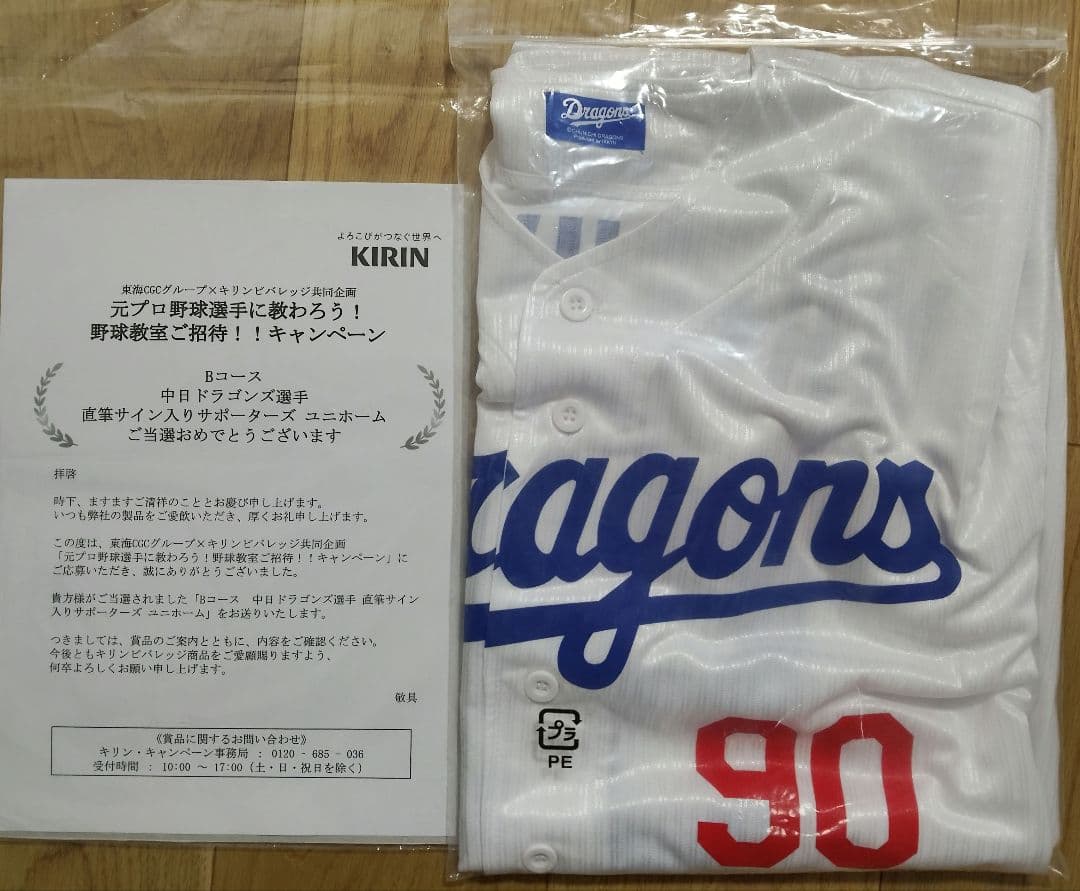 よろこびがつなぐ世界へ
KIRIN
東海CGCグループ×キリンビバレッジ共同企画
元プロ野球選手に教わろう！
野球教室ご招待！！キャンペーン
Bコース
中日ドラゴンズ選手
直筆サイン入りサポーターズ ユニホーム
ご当選おめでとうございます
拝啓
時下、ますますご清祥のこととお慶び申し上げます。
いつも弊社の製品をご愛飲いただき、厚くお礼申し上げます。
この度は、東海CGCグループ×キリンビバレッジ共同企画
「元プロ野球選手に教わろう！野球教室ご招待！！キャンペーン」に
ご応募いただき、誠にありがとうございました。
貴方様がご当選されました「Bコース　中日ドラゴンズ選手 直筆サイン
入りサポーターズ ユニホーム」をお送りいたします。
つきましては、賞品のご案内とともに、内容をご確認ください。
今後ともキリンビバレッジ商品をご愛顧賜りますよう、
何卒よろしくお願い申し上げます。
敬具
《賞品に関するお問い合わせ》
キリン・キャンペーン事務局 ： 0120 - 685 - 036
受付時間 ： 10:00 ～ 17:00（土・日・祝日を除く）
Dragons
©CHUNICHI DRAGONS
Dragons
プラ
PE
90